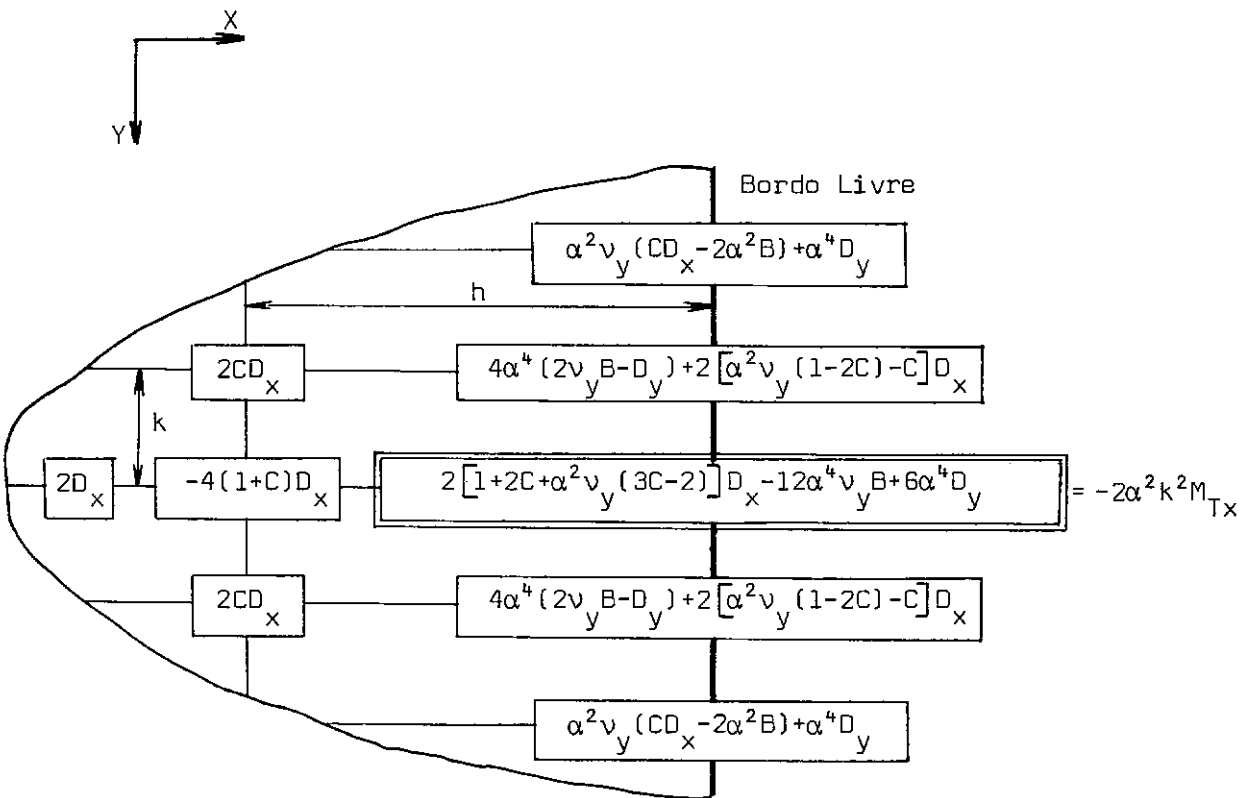 X
Y
Bordo Livre
α²ν_y(CD_x-2α²B)+α⁴D_y
h
2CD_x
4α⁴(2ν_yB-D_y)+2[α²ν_y(1-2C)-C]D_x
k
2D_x
-4(1+C)D_x
2[1+2C+α²ν_y(3C-2)]D_x-12α⁴ν_yB+6α⁴D_y
= -2α²k²M_Tx
2CD_x
4α⁴(2ν_yB-D_y)+2[α²ν_y(1-2C)-C]D_x
α²ν_y(CD_x-2α²B)+α⁴D_y